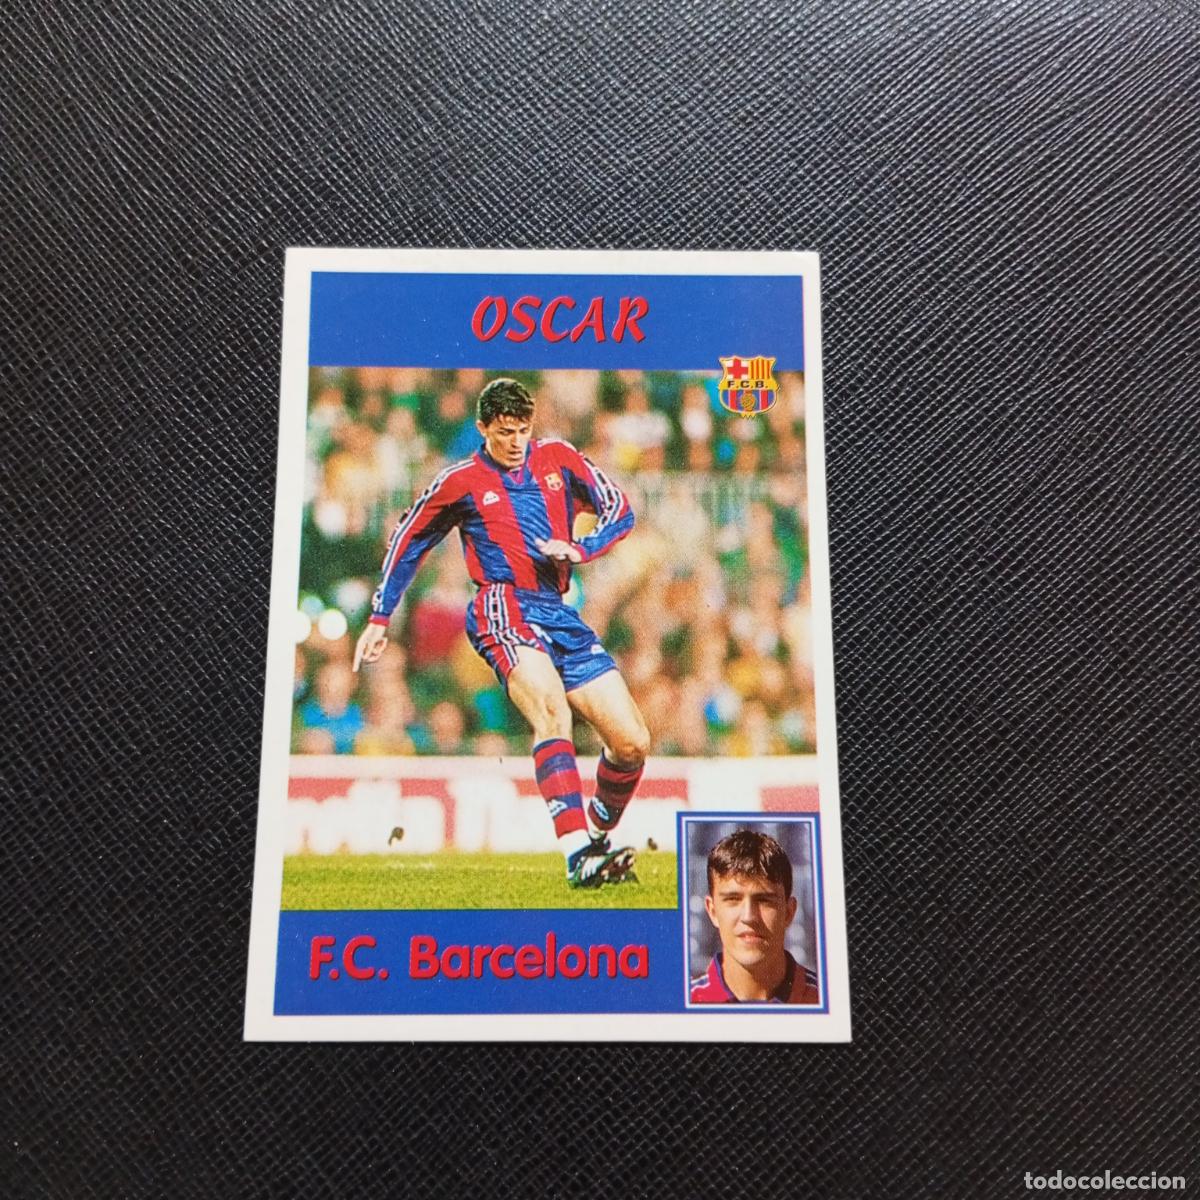 OSCAR
F.C.B.
F.C. Barcelona
todocoleccion